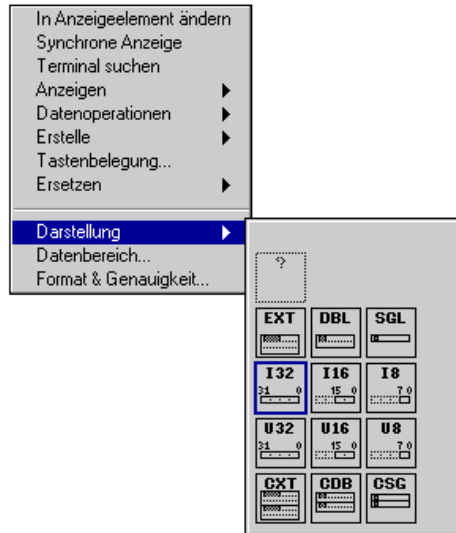 In Anzeigeelement ändern
Synchrone Anzeige
Terminal suchen
Anzeigen
Datenoperationen
Erstelle
Tastenbelegung...
Ersetzen
Darstellung
Datenbereich...
Format & Genauigkeit...
?
EXT DBL SGL
I32 I16 I8
31 0 15 0 7 0
U32 U16 U8
31 0 15 0 7 0
CXT CDB CSG